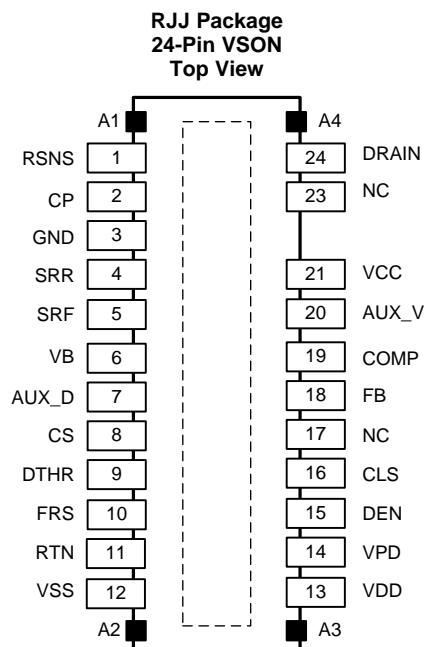 RJJ Package
24-Pin VSON
Top View
A1 A4
RSNS 1 24 DRAIN
CP 2 23 NC
GND 3
SRR 4 21 VCC
SRF 5 20 AUX_V
VB 6 19 COMP
AUX_D 7 18 FB
CS 8 17 NC
DTHR 9 16 CLS
FRS 10 15 DEN
RTN 11 14 VPD
VSS 12 13 VDD
A2 A3